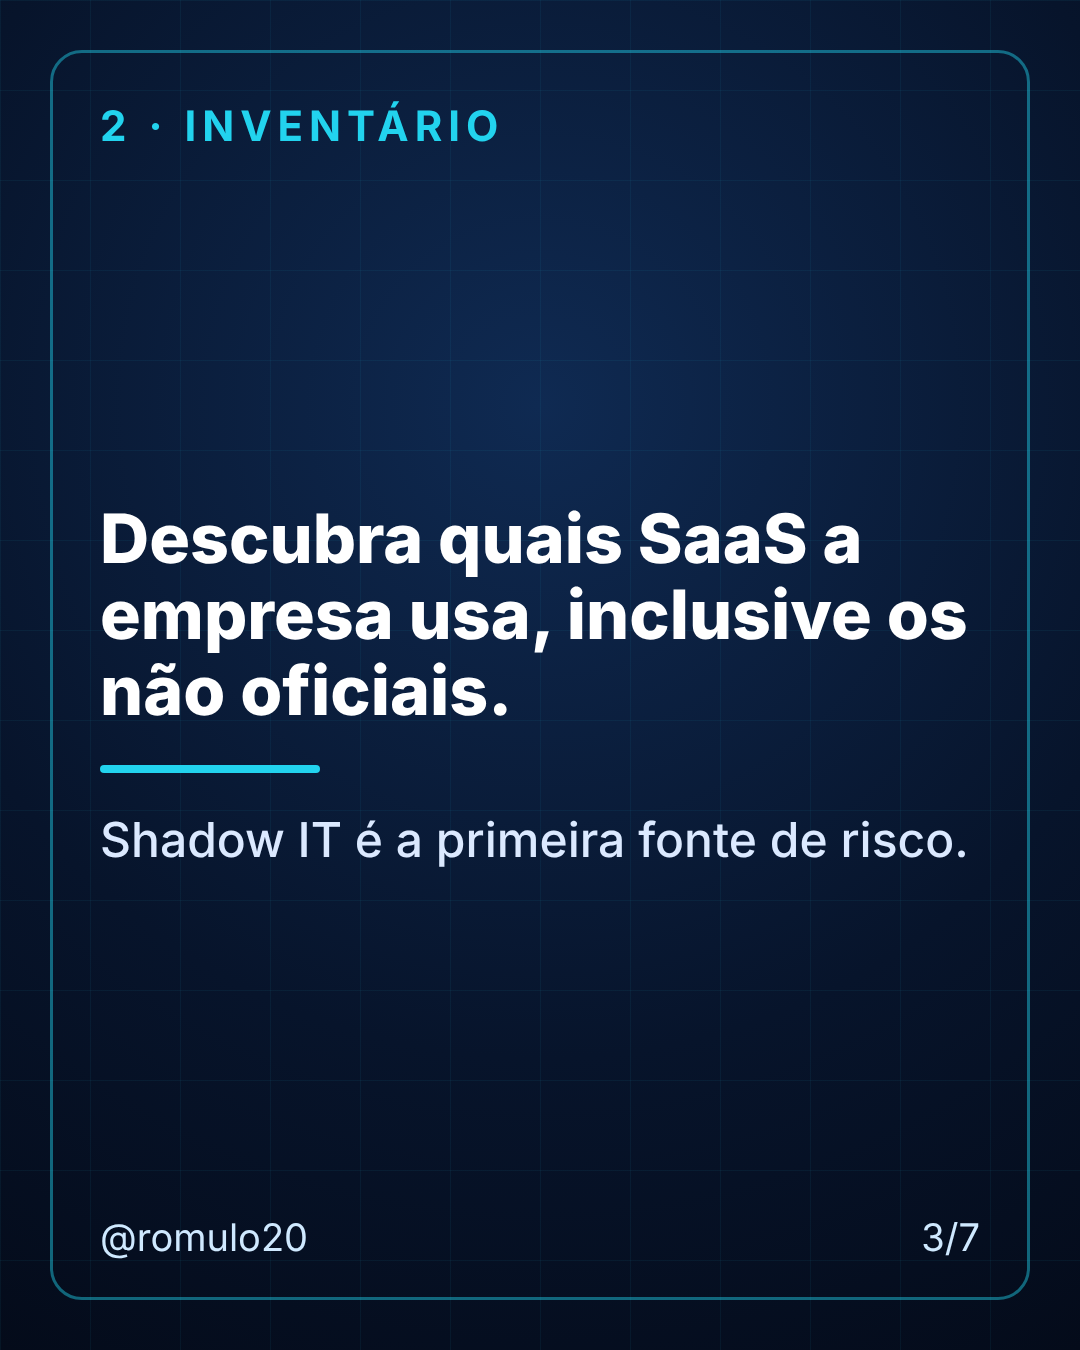 2 · INVENTÁRIO
Descubra quais SaaS a
empresa usa, inclusive os
não oficiais.
Shadow IT é a primeira fonte de risco.
@romulo20
3/7